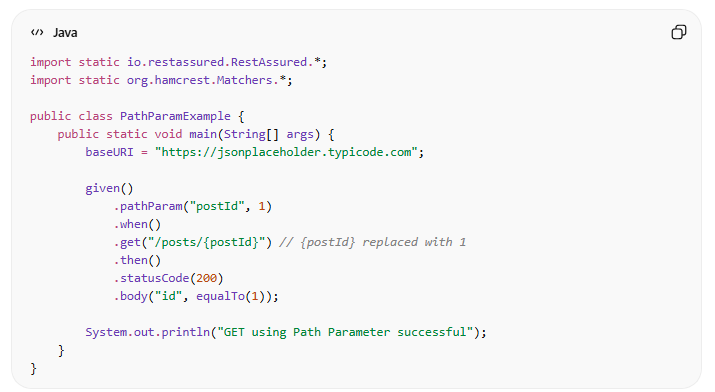 </> Java
import static io.restassured.RestAssured.*;
import static org.hamcrest.Matchers.*;
public class PathParamExample {
    public static void main(String[] args) {
        baseURI = "https://jsonplaceholder.typicode.com";
        given()
            .pathParam("postId", 1)
            .when()
            .get("/posts/{postId}") // {postId} replaced with 1
            .then()
            .statusCode(200)
            .body("id", equalTo(1));
        System.out.println("GET using Path Parameter successful");
    }
}